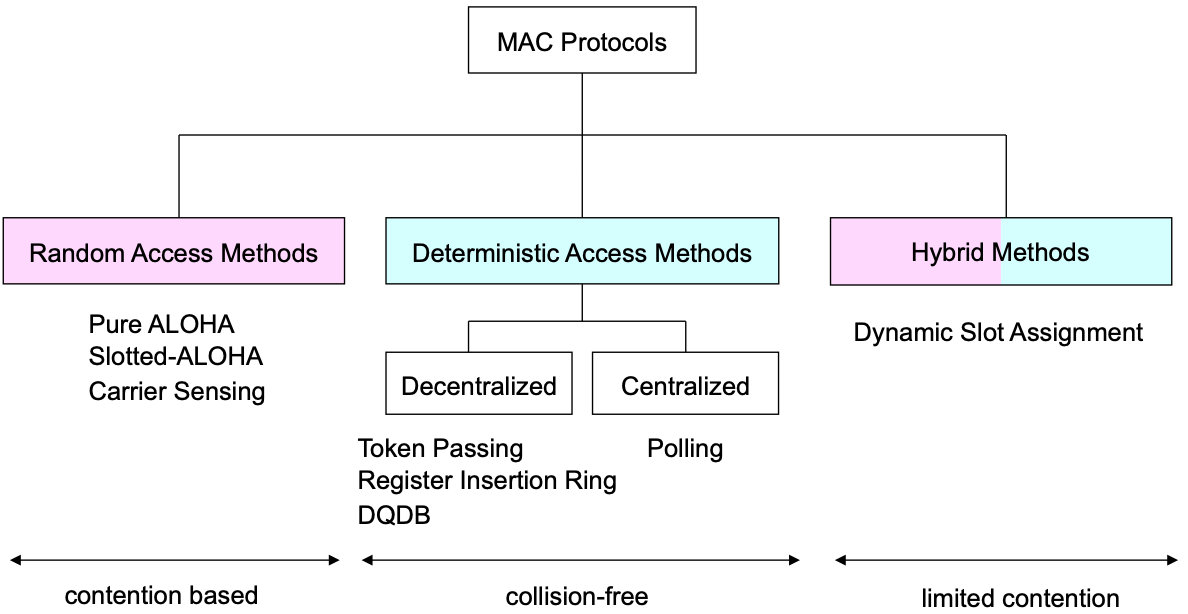 MAC Protocols
Random Access Methods
Deterministic Access Methods
Hybrid Methods
Pure ALOHA
Slotted-ALOHA
Carrier Sensing
Dynamic Slot Assignment
Decentralized
Centralized
Token Passing
Register Insertion Ring
DQDB
Polling
contention based
collision-free
limited contention